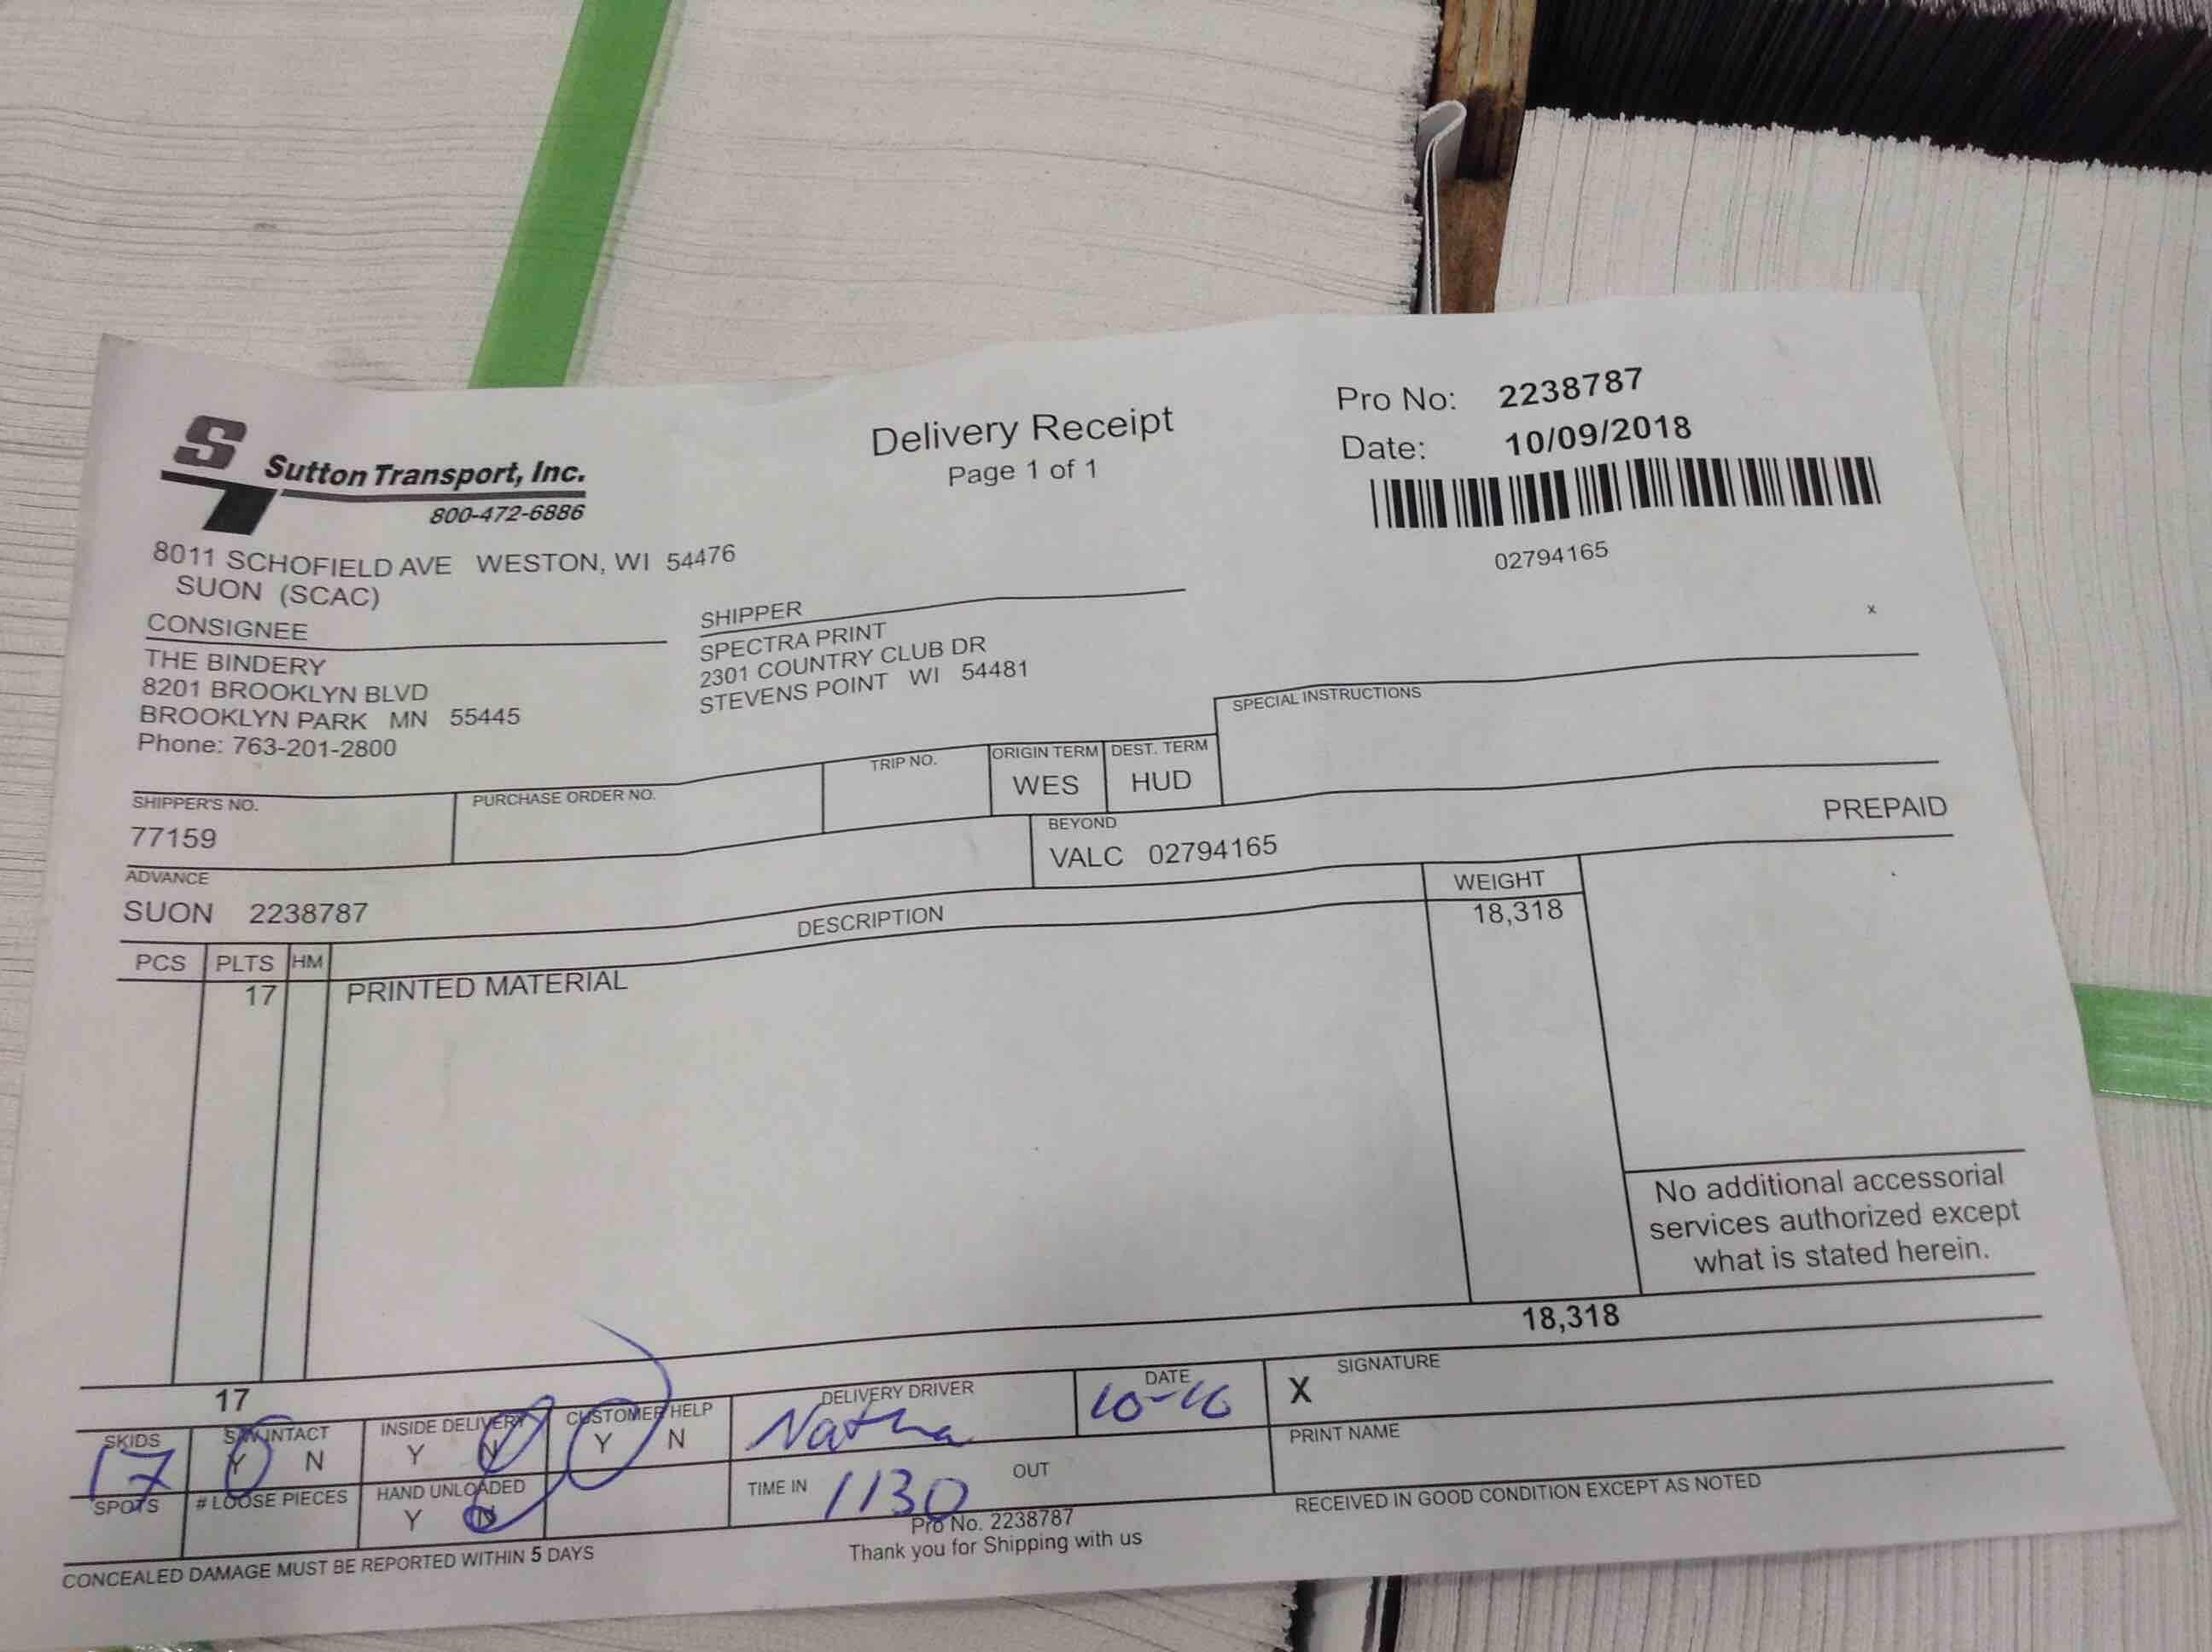 S
Sutton Transport, Inc.
800-472-6886
8011 SCHOFIELD AVE WESTON, WI 54476
SUON (SCAC)
Delivery Receipt
Page 1 of 1
Pro No: 2238787
Date: 10/09/2018
02794165
x
CONSIGNEE
THE BINDERY
8201 BROOKLYN BLVD
BROOKLYN PARK MN 55445
Phone: 763-201-2800
SHIPPER
SPECTRA PRINT
2301 COUNTRY CLUB DR
STEVENS POINT WI 54481
SPECIAL INSTRUCTIONS
SHIPPER'S NO.
77159
PURCHASE ORDER NO.
TRIP NO.
ORIGIN TERM
WES
DEST. TERM
HUD
ADVANCE
SUON 2238787
BEYOND
VALC 02794165
PREPAID
PCS PLTS HM DESCRIPTION WEIGHT
17 PRINTED MATERIAL 18,318
No additional accessorial
services authorized except
what is stated herein.
17 18,318
SKIDS
17
SPOTS
S/W INTACT
Y N
# LOOSE PIECES
INSIDE DELIVERY
Y N
HAND UNLOADED
Y N
CUSTOMER HELP
Y N
DELIVERY DRIVER
Natha
DATE
10-16
TIME IN 1130 OUT
X SIGNATURE
PRINT NAME
RECEIVED IN GOOD CONDITION EXCEPT AS NOTED
CONCEALED DAMAGE MUST BE REPORTED WITHIN 5 DAYS
Pro No. 2238787
Thank you for Shipping with us